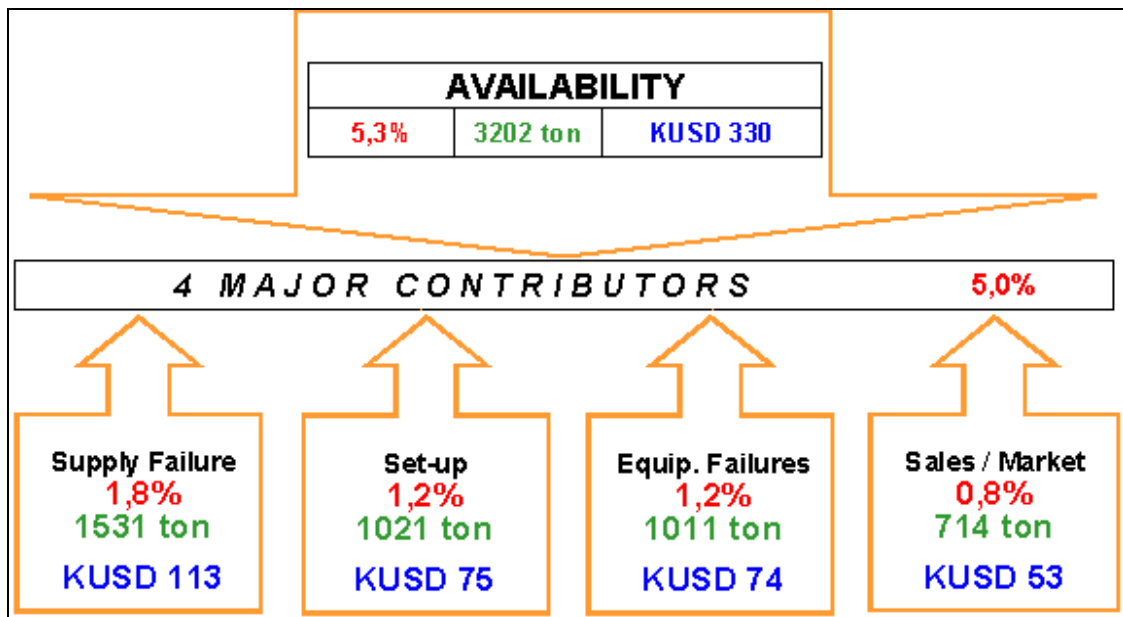 AVAILABILITY
5,3% 3202 ton KUSD 330
4 MAJOR CONTRIBUTORS 5,0%
Supply Failure
1,8%
1531 ton
KUSD 113
Set-up
1,2%
1021 ton
KUSD 75
Equip. Failures
1,2%
1011 ton
KUSD 74
Sales / Market
0,8%
714 ton
KUSD 53